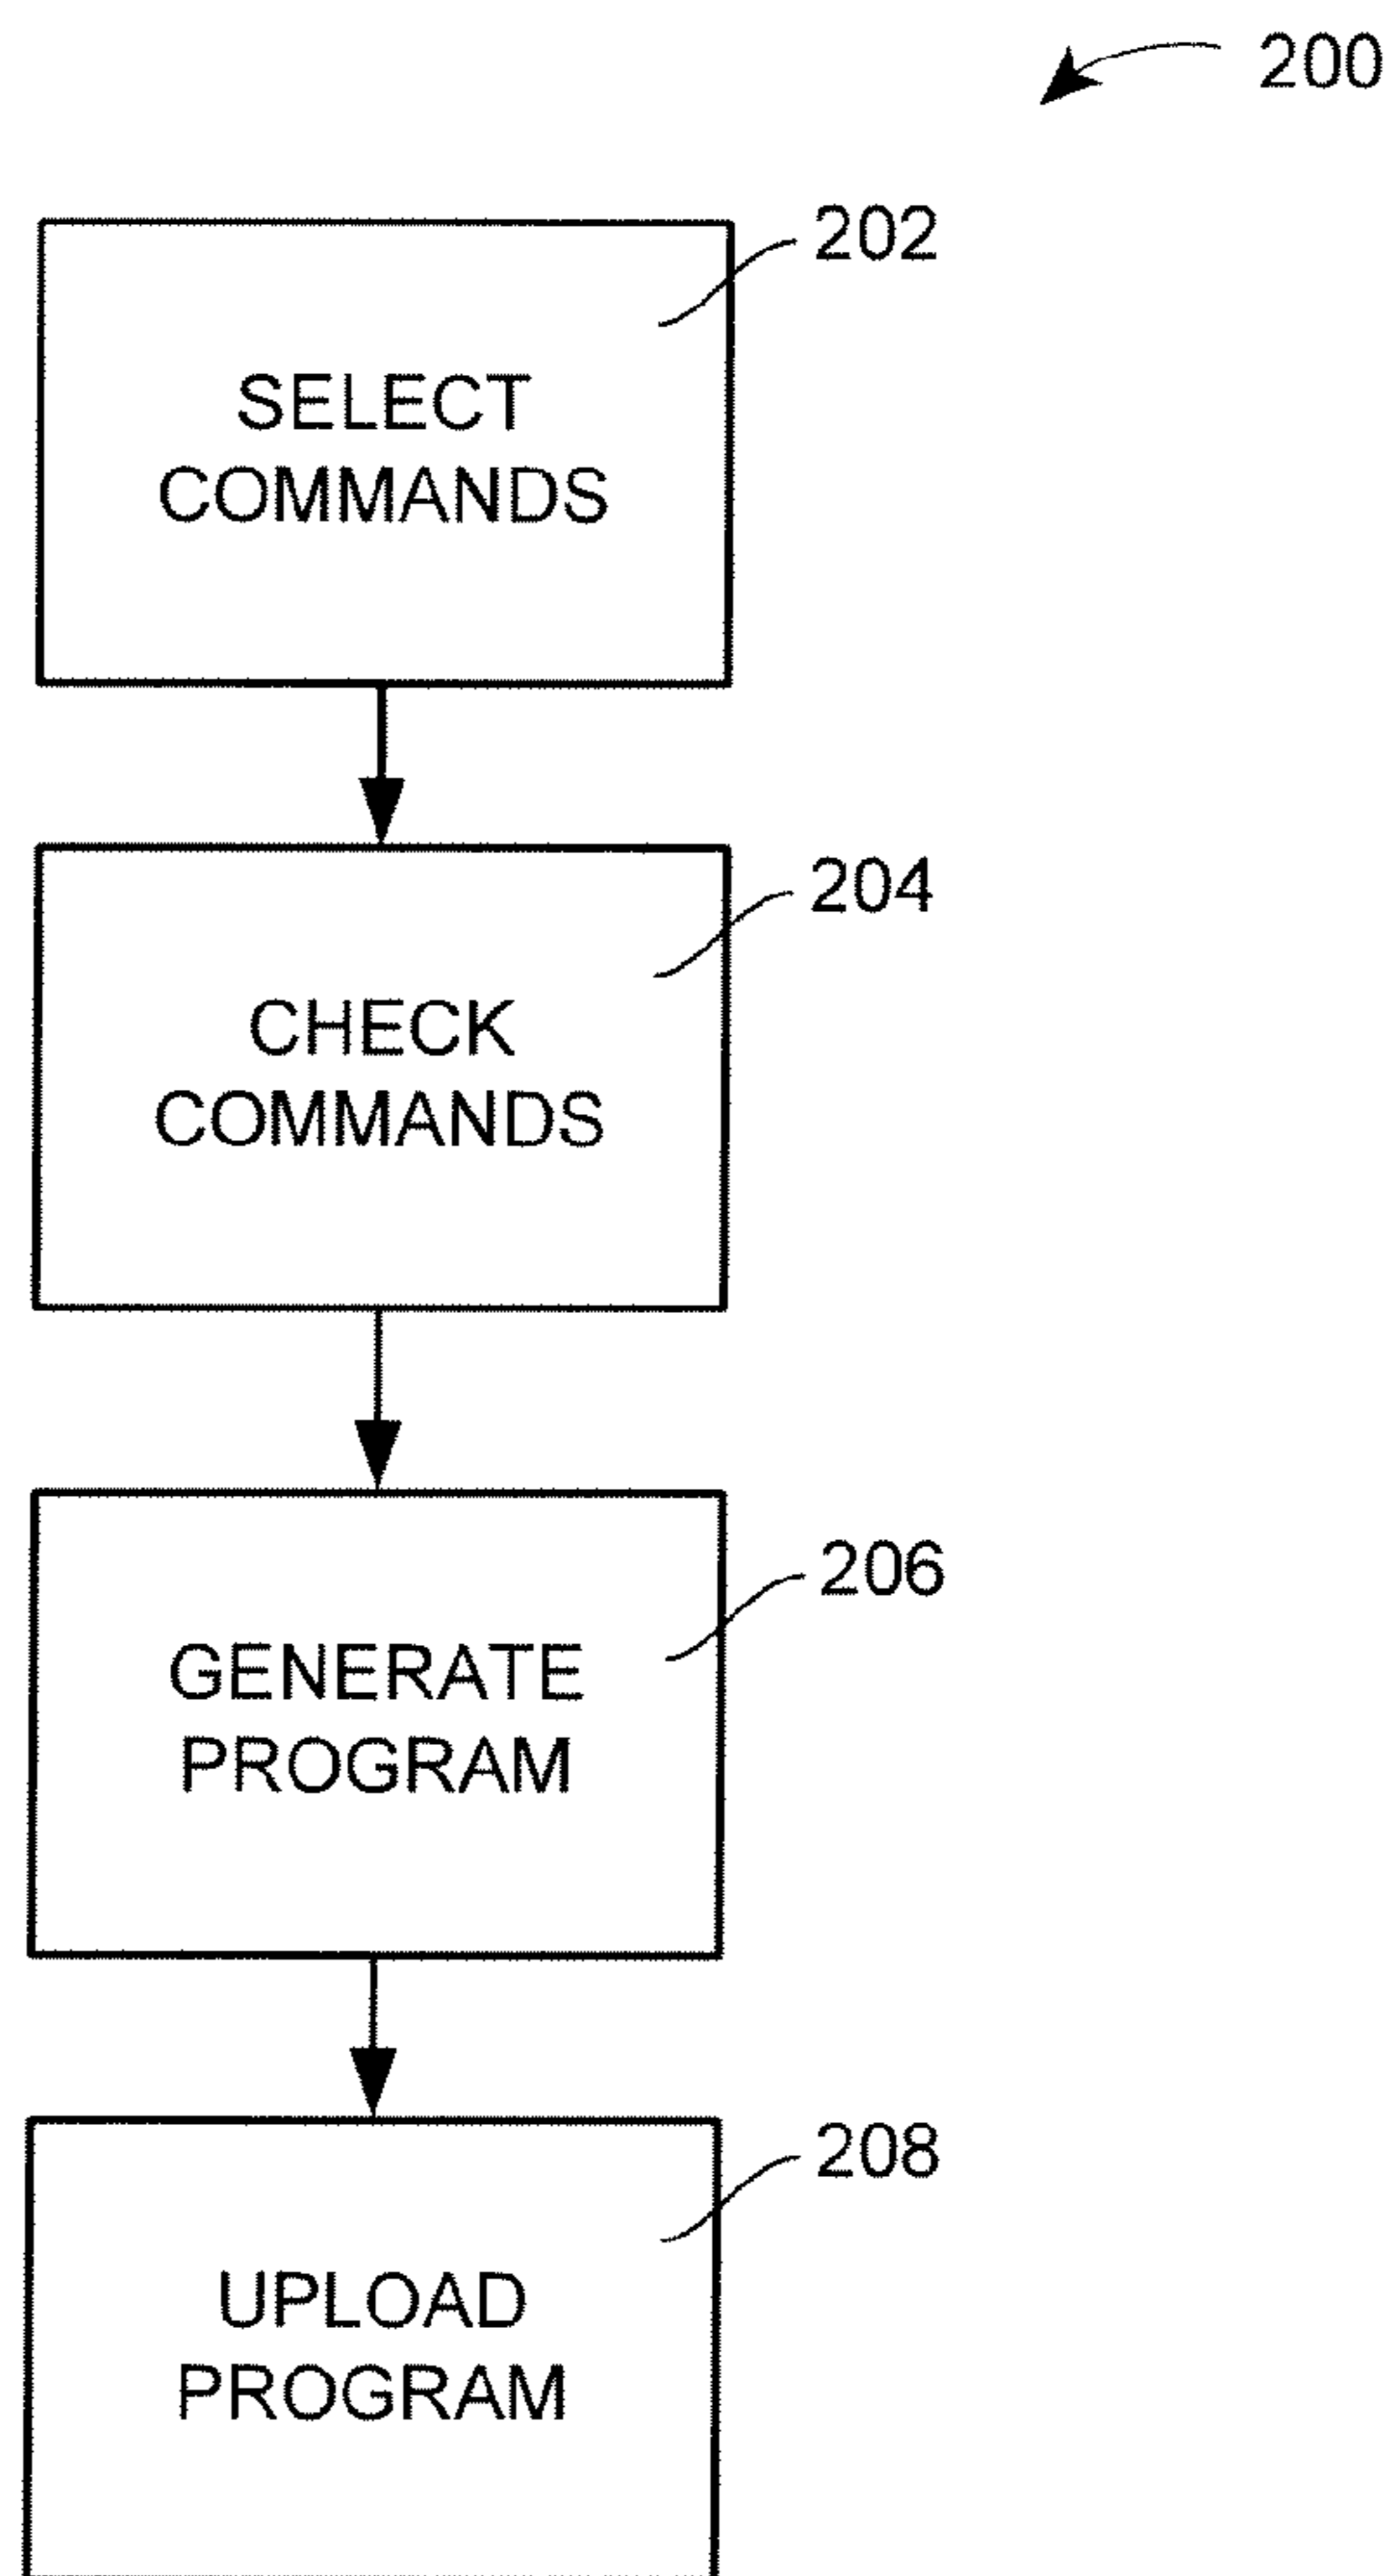 200
202
SELECT
COMMANDS
204
CHECK
COMMANDS
206
GENERATE
PROGRAM
208
UPLOAD
PROGRAM